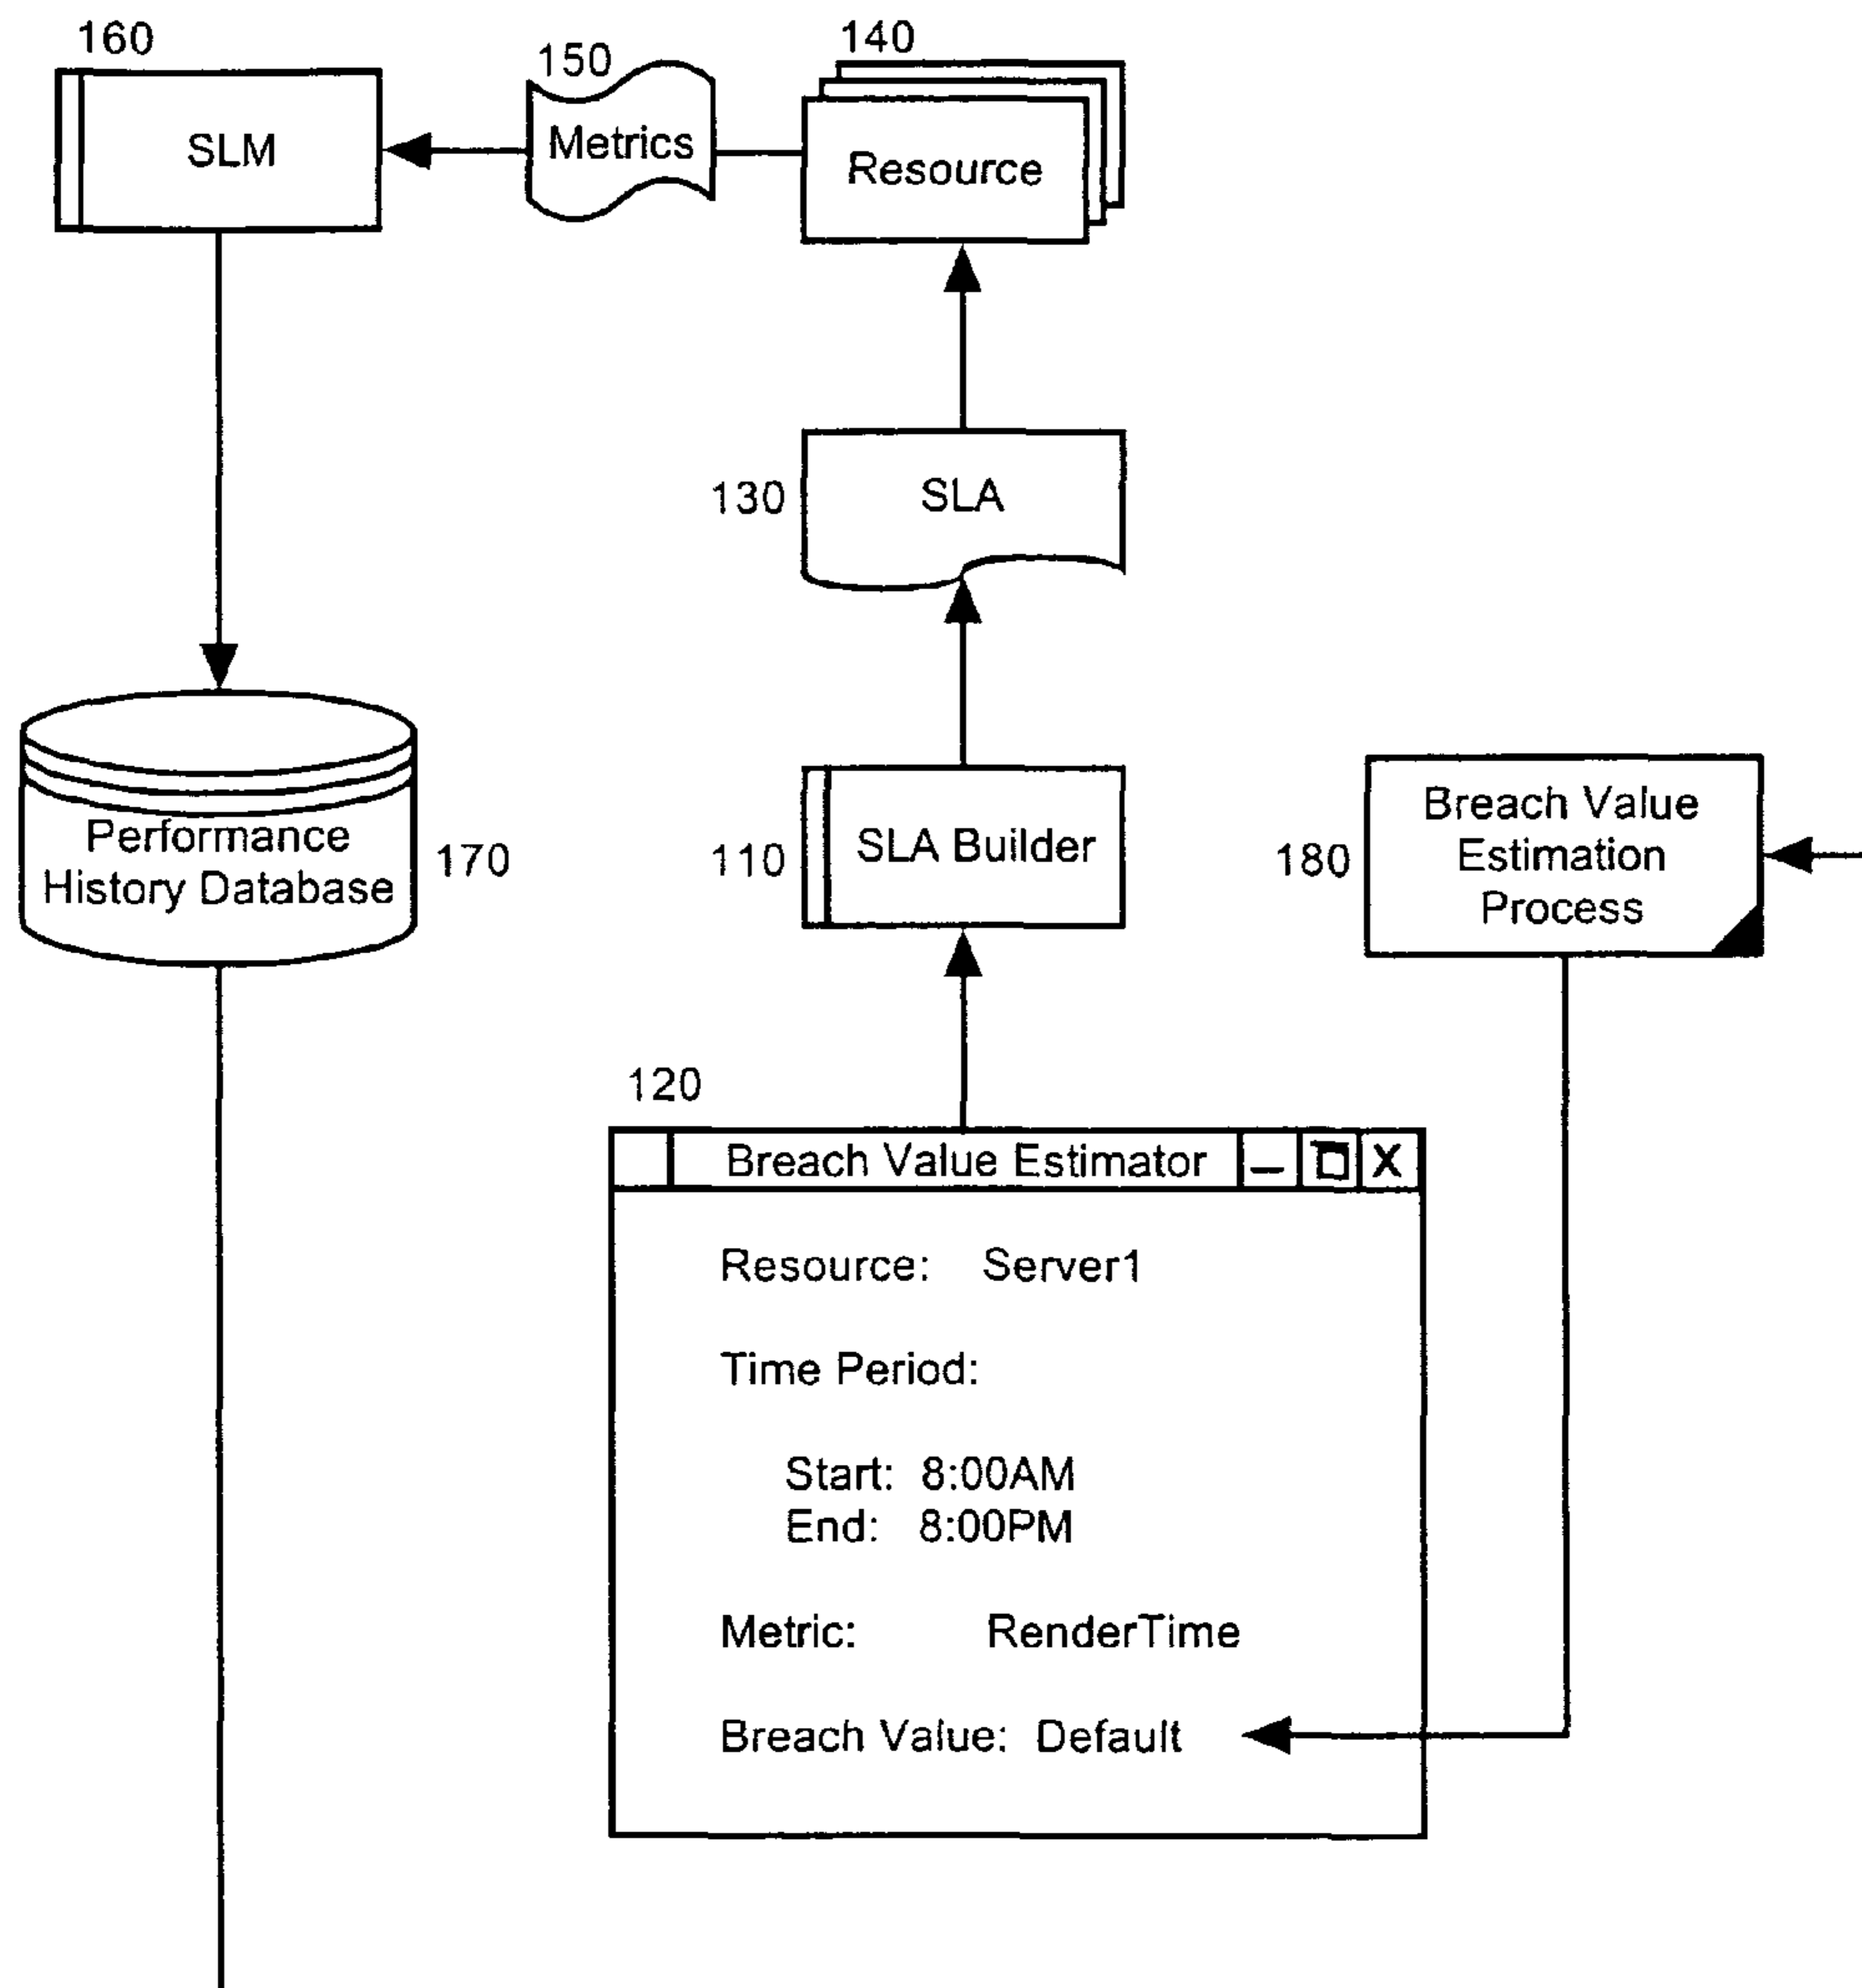 160
150
140
SLM
Metrics
Resource
130
SLA
Performance
History Database
170
110
SLA Builder
180
Breach Value
Estimation
Process
120
Breach Value Estimator
X
Resource: Server1
Time Period:
Start: 8:00AM
End: 8:00PM
Metric: RenderTime
Breach Value: Default